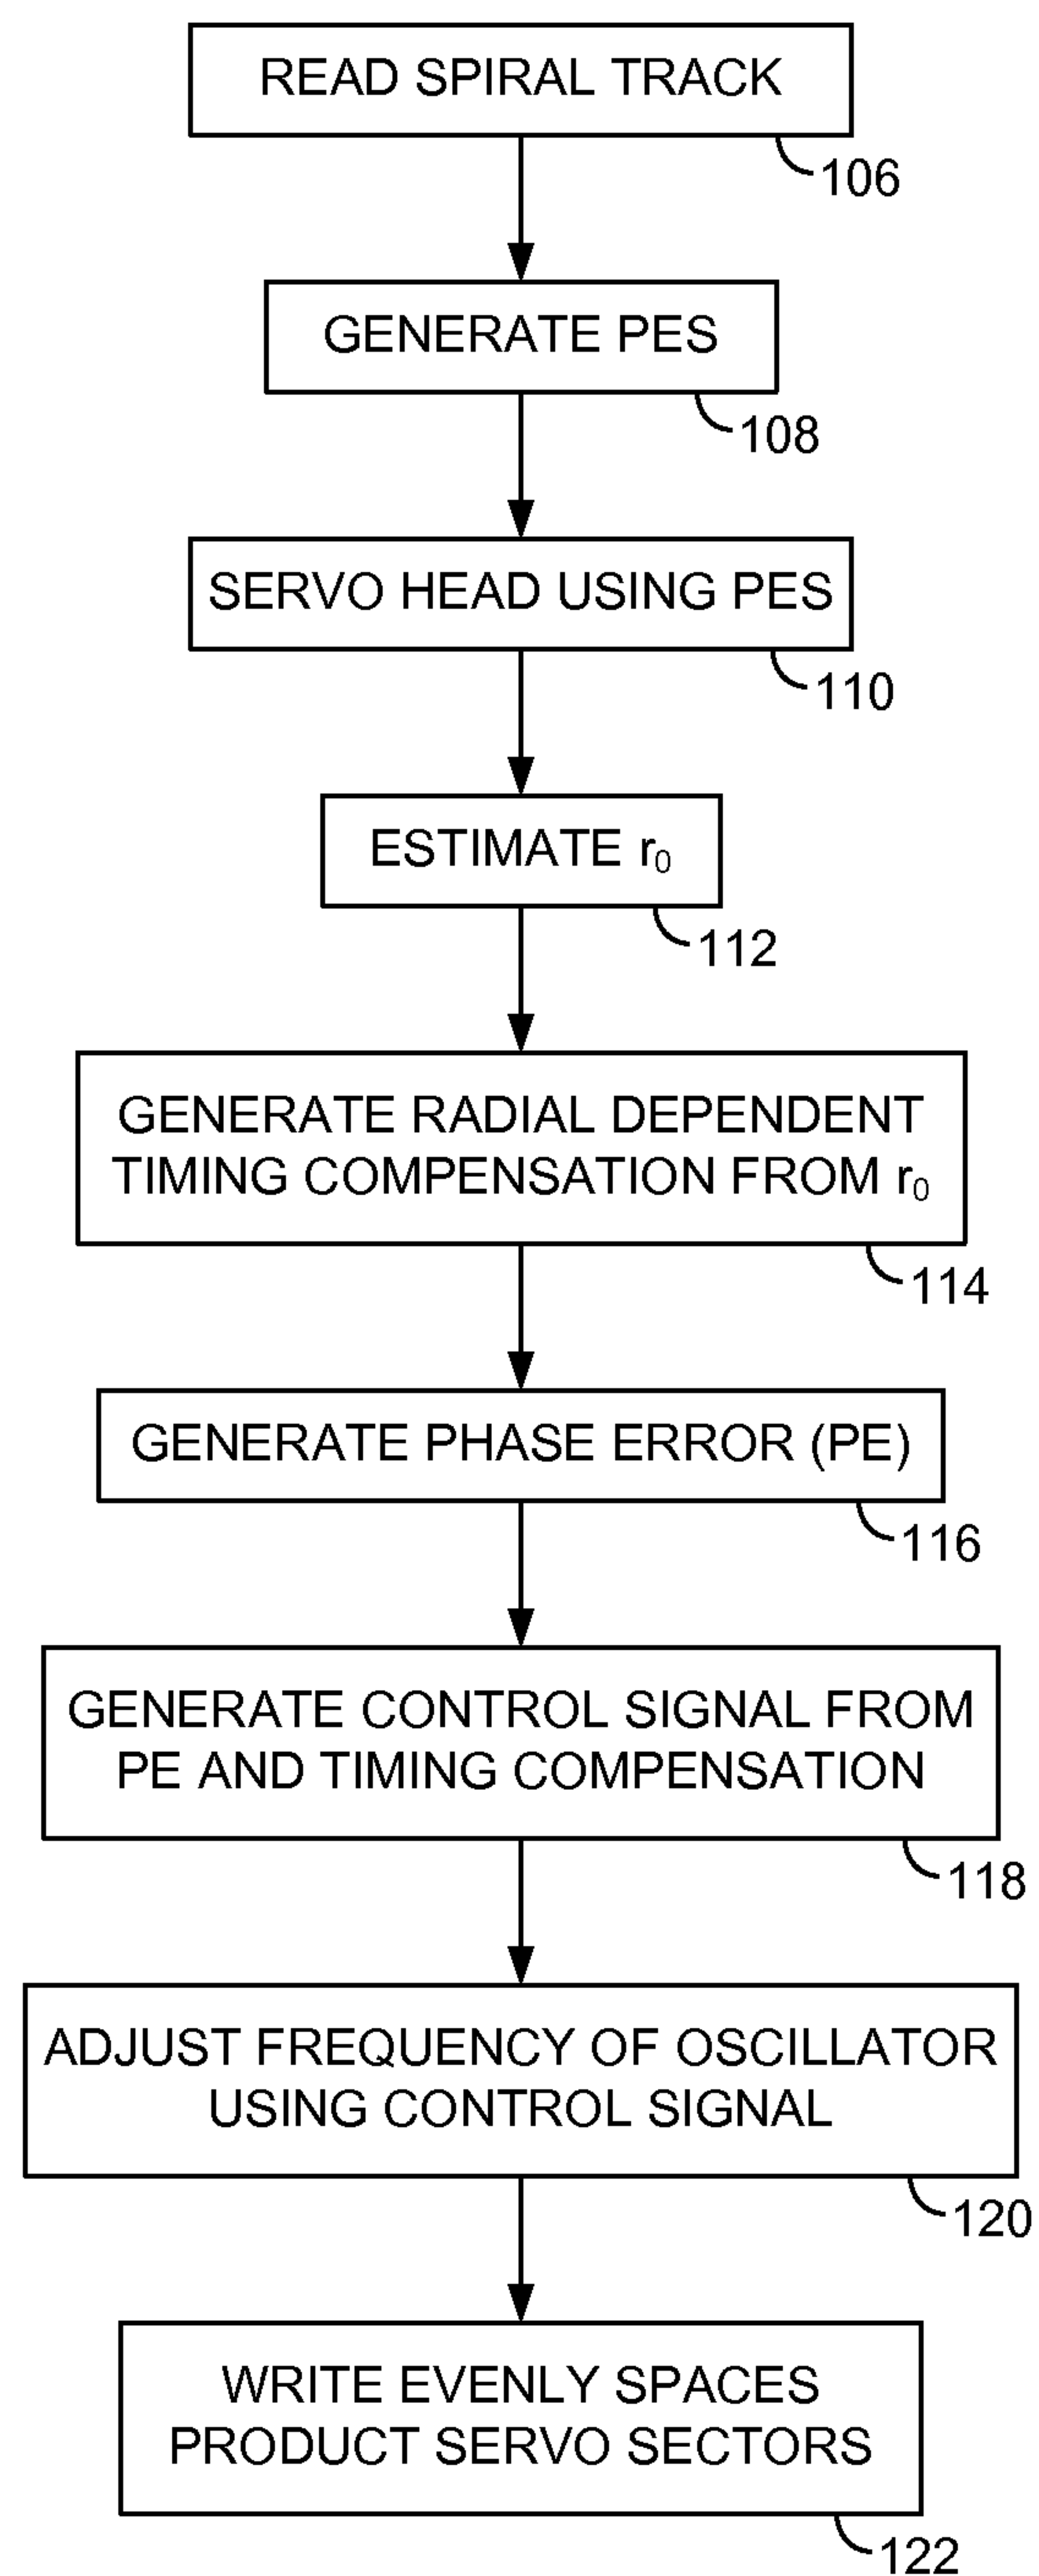 READ SPIRAL TRACK
106
GENERATE PES
108
SERVO HEAD USING PES
110
ESTIMATE r₀
112
GENERATE RADIAL DEPENDENT
TIMING COMPENSATION FROM r₀
114
GENERATE PHASE ERROR (PE)
116
GENERATE CONTROL SIGNAL FROM
PE AND TIMING COMPENSATION
118
ADJUST FREQUENCY OF OSCILLATOR
USING CONTROL SIGNAL
120
WRITE EVENLY SPACES
PRODUCT SERVO SECTORS
122